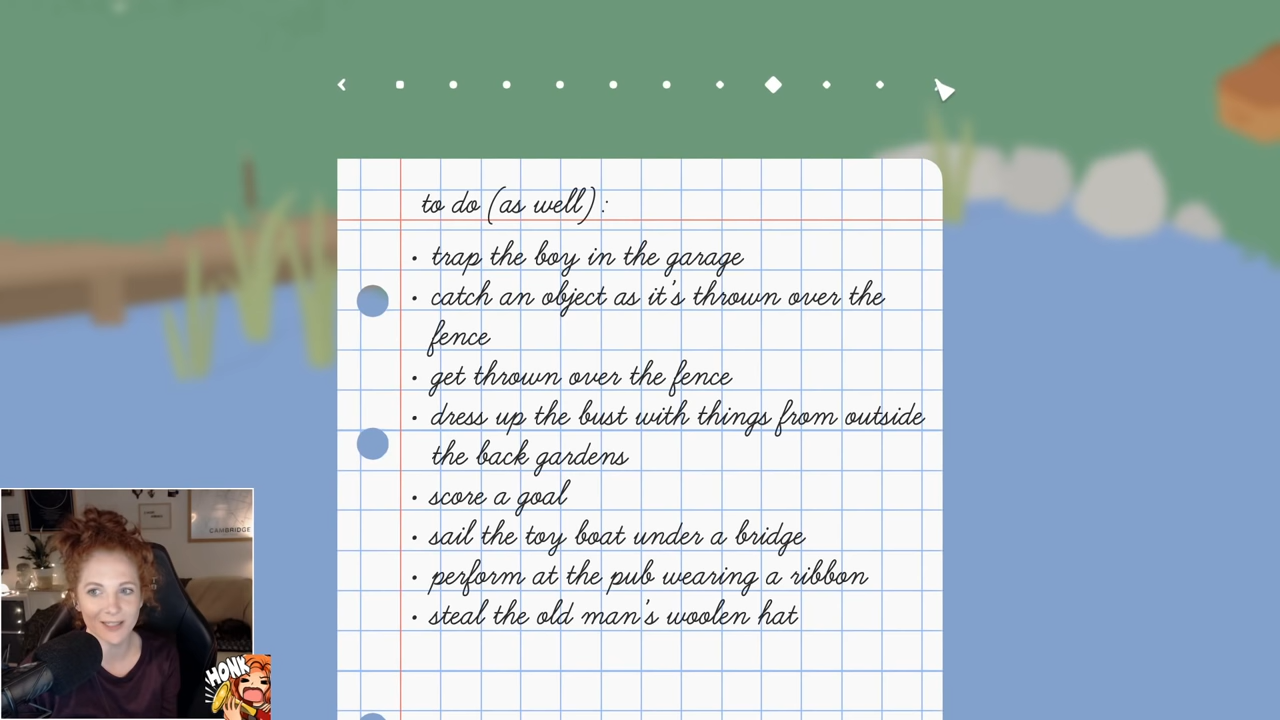 to do (as well) :
• trap the boy in the garage
• catch an object as it's thrown over the
fence
• get thrown over the fence
• dress up the bust with things from outside
the back gardens
• score a goal
• sail the toy boat under a bridge
• perform at the pub wearing a ribbon
• steal the old man's woolen hat
CAMBRIDGE
HONK